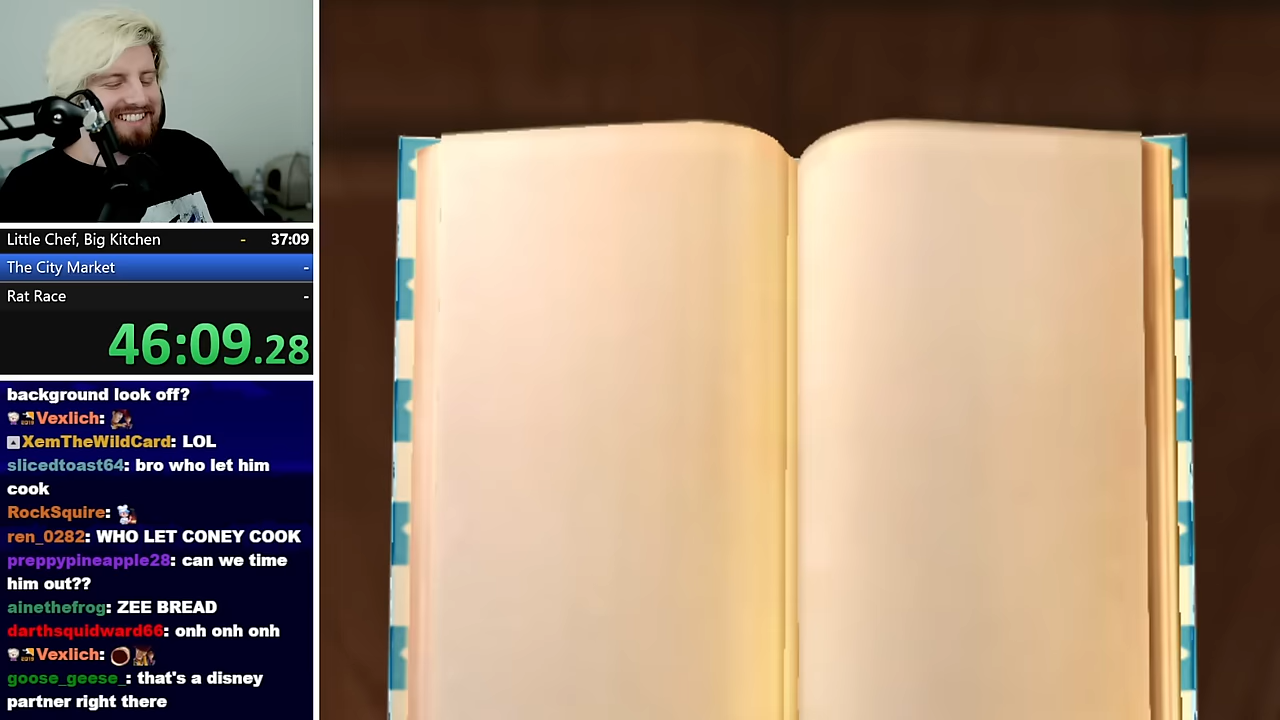 Little Chef, Big Kitchen - 37:09
The City Market -
Rat Race -
46:09.28
background look off?
Vexlich:
XemTheWildCard: LOL
slicedtoast64: bro who let him
cook
RockSquire:
ren_0282: WHO LET CONEY COOK
preppypineapple28: can we time
him out??
ainethefrog: ZEE BREAD
darthsquidward66: onh onh onh
Vexlich:
goose_geese_: that's a disney
partner right there